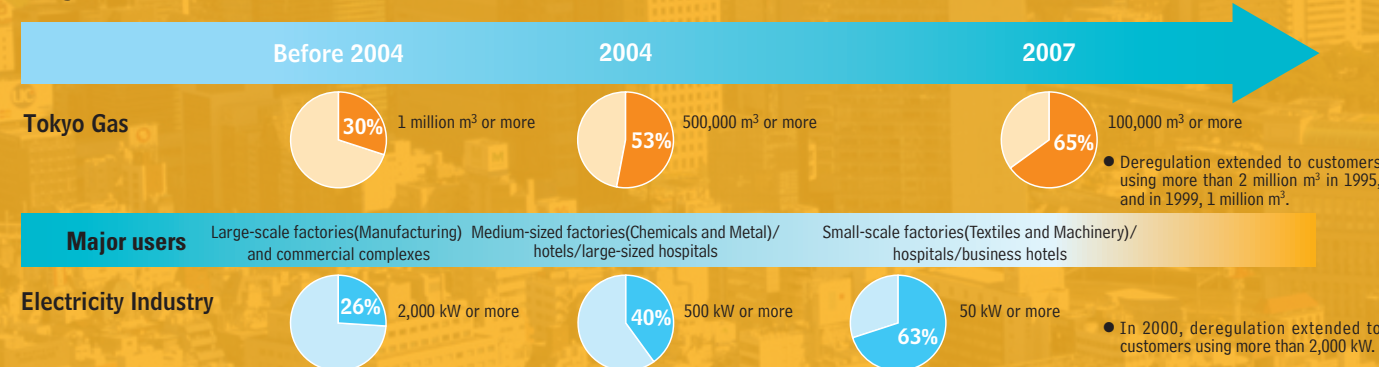 Before 2004 2004 2007
Tokyo Gas
30% 1 million m³ or more
53% 500,000 m³ or more
65% 100,000 m³ or more
● Deregulation extended to customers
using more than 2 million m³ in 1995,
and in 1999, 1 million m³.
Major users
Large-scale factories(Manufacturing)
and commercial complexes
Medium-sized factories(Chemicals and Metal)/
hotels/large-sized hospitals
Small-scale factories(Textiles and Machinery)/
hospitals/business hotels
Electricity Industry
26% 2,000 kW or more
40% 500 kW or more
63% 50 kW or more
● In 2000, deregulation extended to
customers using more than 2,000 kW.